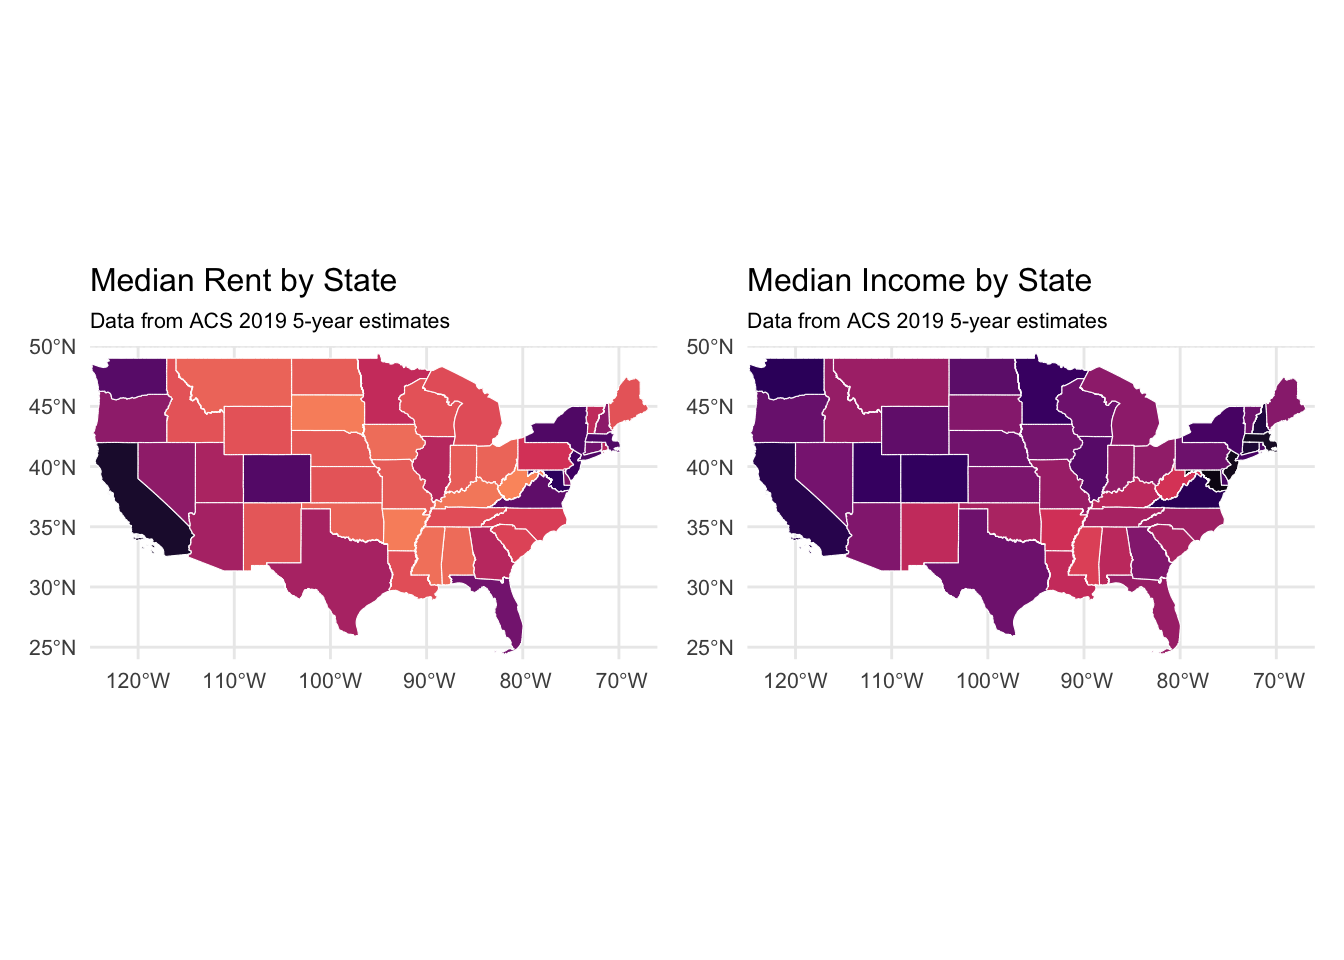 Median Rent by State
Data from ACS 2019 5-year estimates
50°N
45°N
40°N
35°N
30°N
25°N
120°W 110°W 100°W 90°W 80°W 70°W
Median Income by State
Data from ACS 2019 5-year estimates
50°N
45°N
40°N
35°N
30°N
25°N
120°W 110°W 100°W 90°W 80°W 70°W